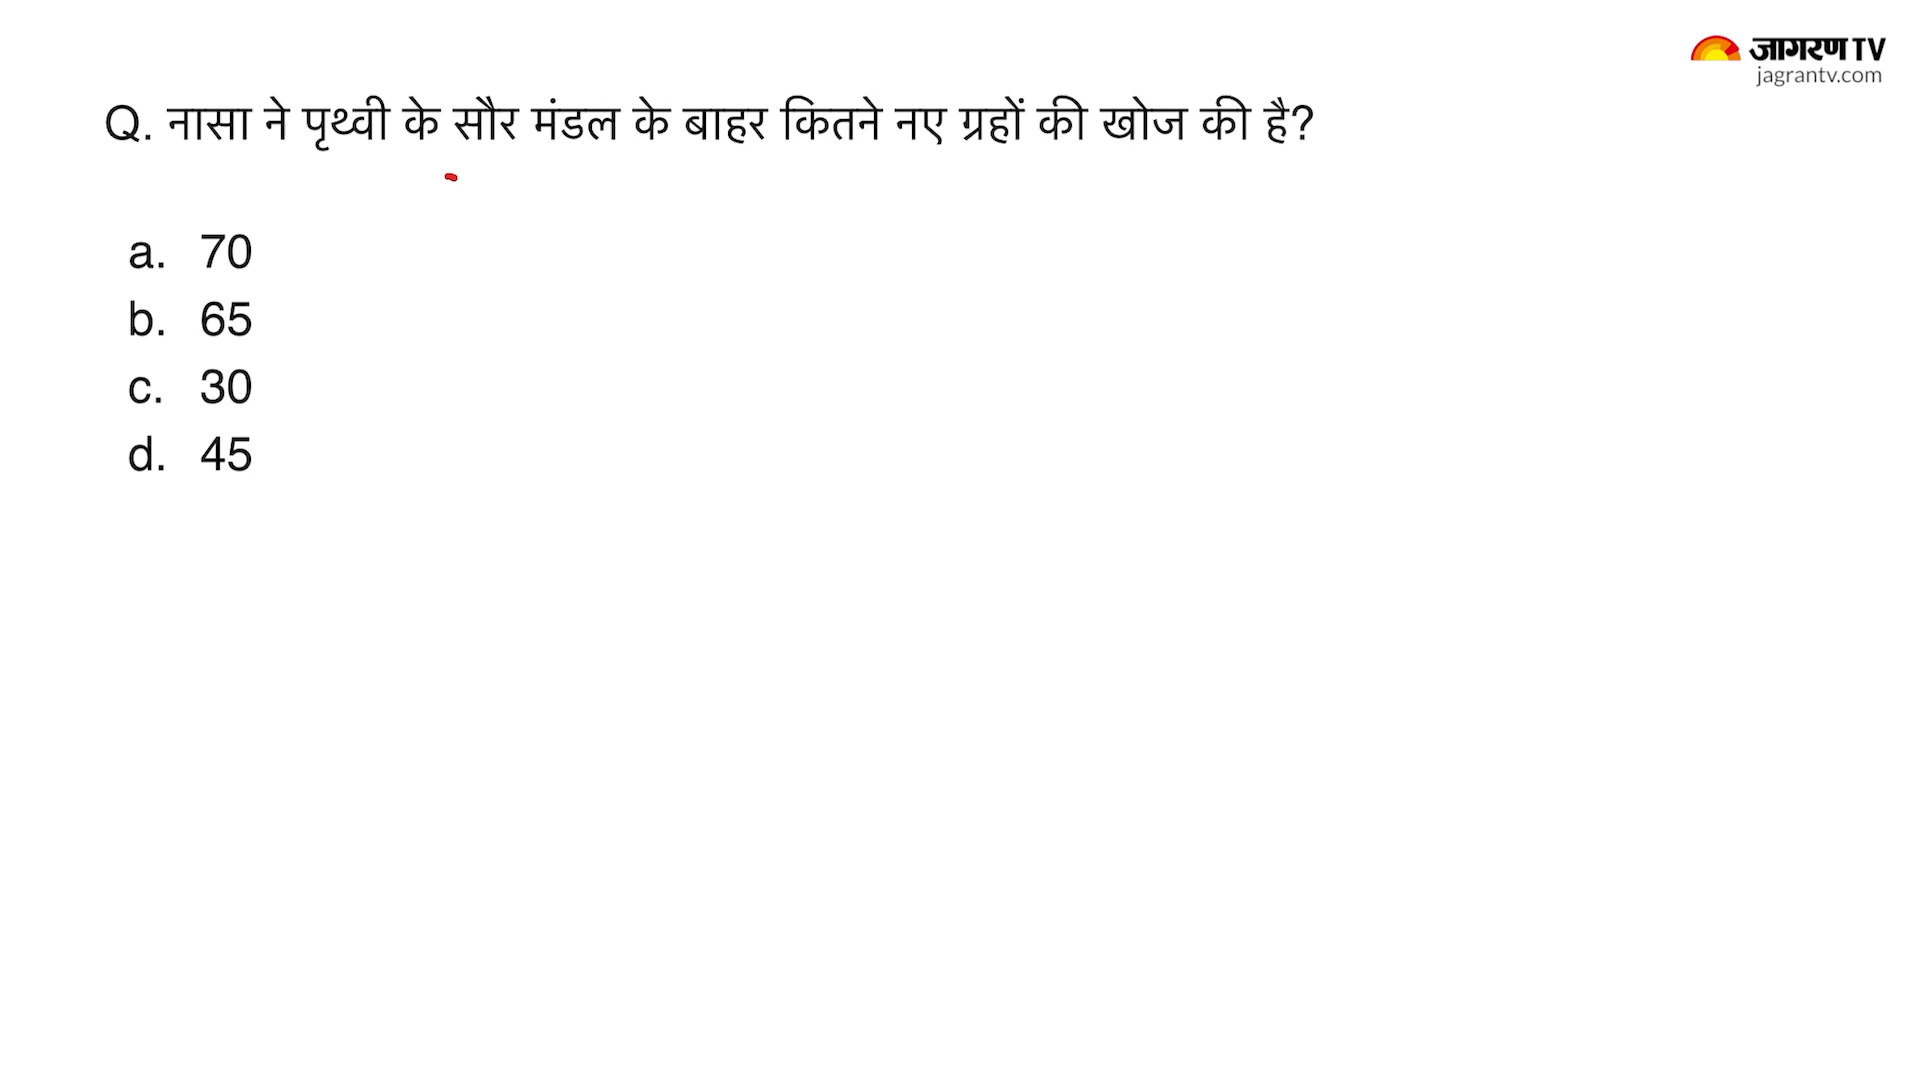 जागरण TV
jagrantv.com
Q. नासा ने पृथ्वी के सौर मंडल के बाहर कितने नए ग्रहों की खोज की है?
a. 70
b. 65
c. 30
d. 45